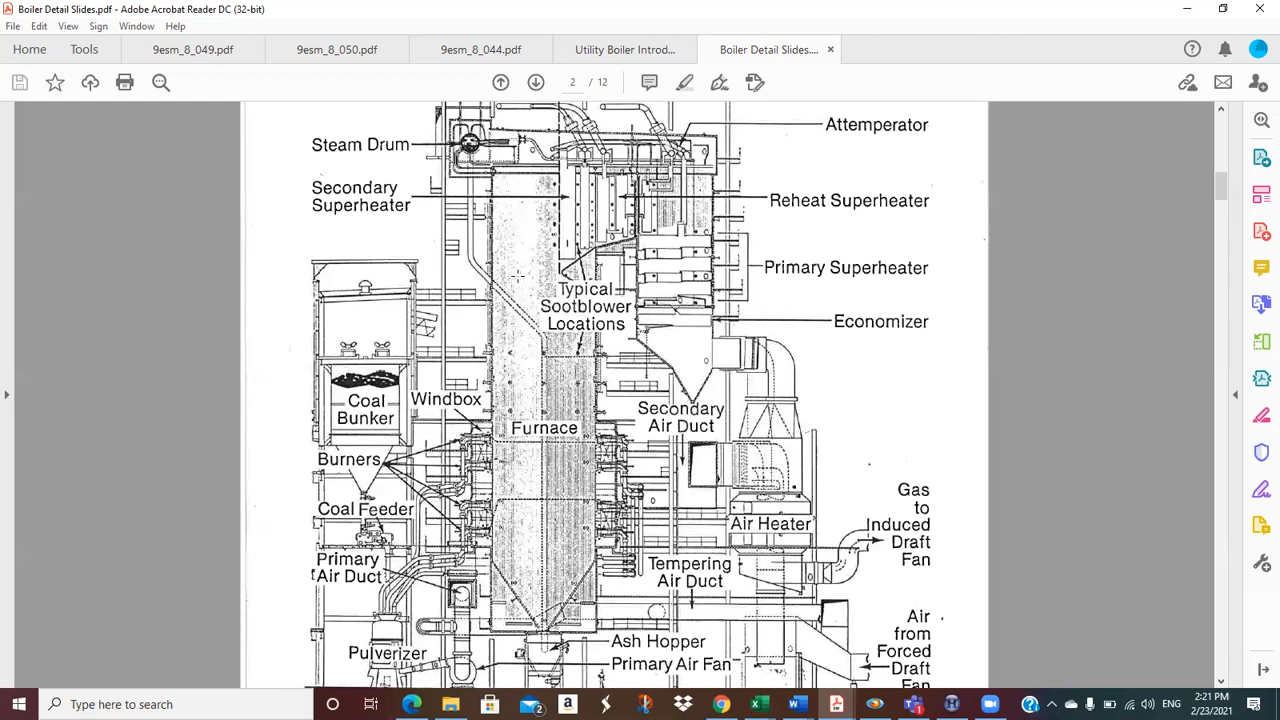 Boiler Detail Slides.pdf - Adobe Acrobat Reader DC (32-bit)
File Edit View Sign Window Help
Home Tools 9esm_8_049.pdf 9esm_8_050.pdf 9esm_8_044.pdf Utility Boiler Introd... Boiler Detail Slides.... ×
2 / 12
Attemperator
Steam Drum
Secondary
Superheater
Reheat Superheater
Primary Superheater
Typical
Sootblower
Locations
Economizer
Coal
Bunker
Windbox
Secondary
Air Duct
Furnace
Burners
Coal Feeder
Gas
to
Induced
Draft
Fan
Air Heater
Primary
Air Duct
Tempering
Air Duct
Air
from
Forced
Draft
Fan
Pulverizer
Ash Hopper
Primary Air Fan
Type here to search
2
1
2:21 PM
2/23/2021